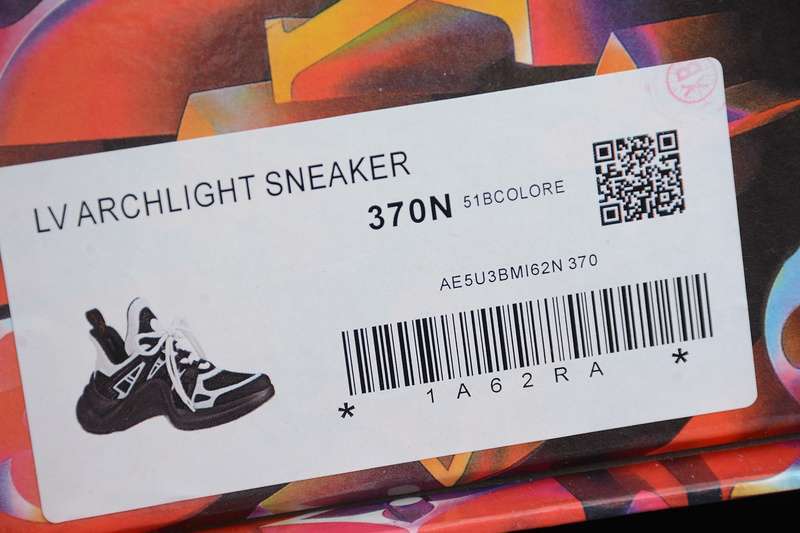 LV ARCHLIGHT SNEAKER
370N 51BCOLORE
AE5U3BMI62N 370
* 1A62RA *